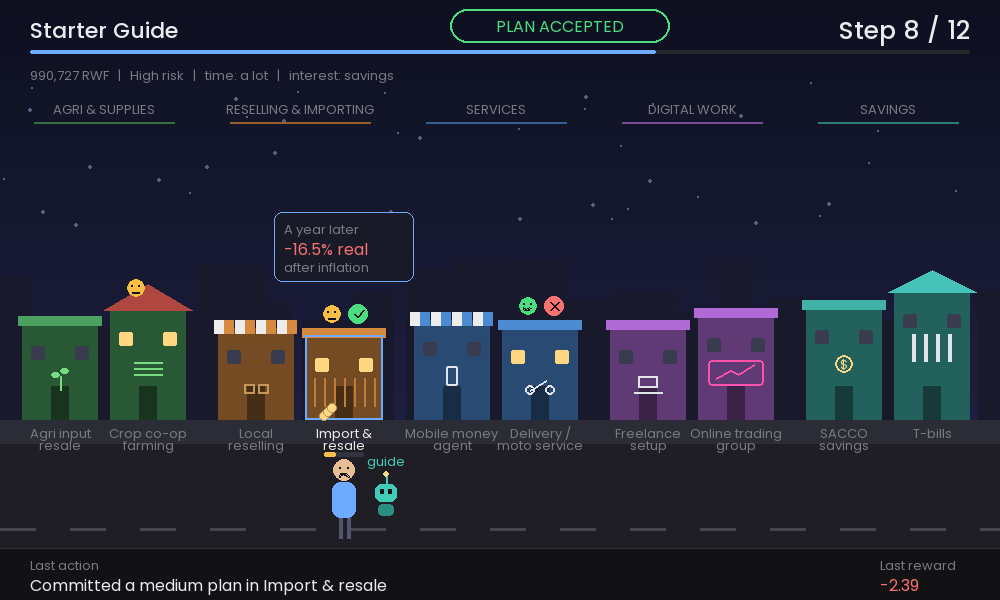 Starter Guide
PLAN ACCEPTED
Step 8 / 12
990,727 RWF | High risk | time: a lot | interest: savings
AGRI & SUPPLIES
RESELLING & IMPORTING
SERVICES
DIGITAL WORK
SAVINGS
A year later
-16.5% real
after inflation
$
Agri input
resale
Crop co-op
farming
Local
reselling
Import &
resale
Mobile money
agent
Delivery /
moto service
Freelance
setup
Online trading
group
SACCO
savings
T-bills
guide
Last action
Committed a medium plan in Import & resale
Last reward
-2.39